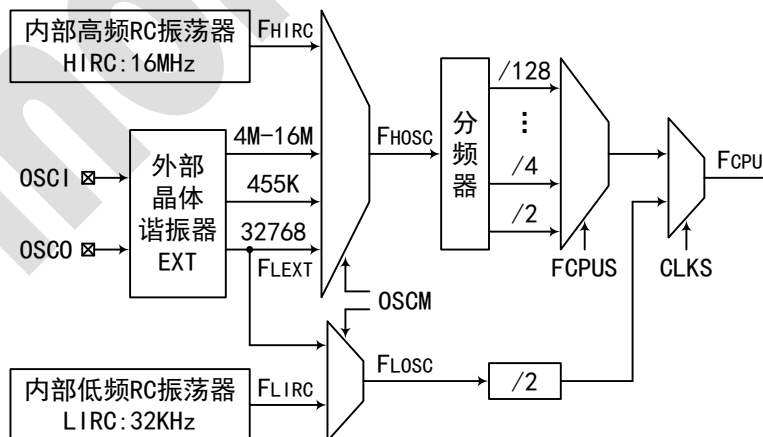 内部高频RC振荡器
HIRC:16MHz
FHIRC
外部
晶体
谐振器
EXT
OSCI
OSCO
4M-16M
455K
32768
FLEXT
FHOSC
分
频
器
/128
⋮
/4
/2
FCPUS
CLKS
FCPU
OSCM
内部低频RC振荡器
LIRC:32KHz
FLIRC
FLOSC
/2